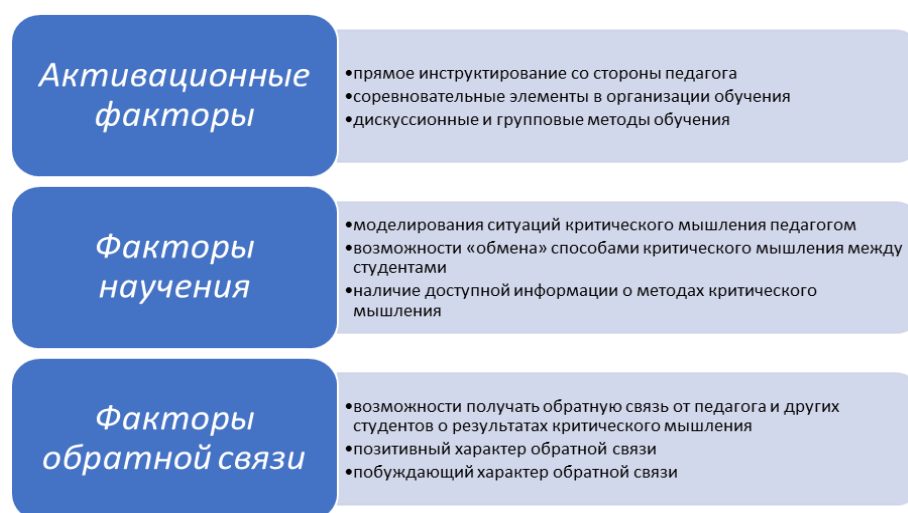 Активационные
факторы
•прямое инструктирование со стороны педагога
•соревновательные элементы в организации обучения
•дискуссионные и групповые методы обучения
Факторы
научения
•моделирования ситуаций критического мышления педагогом
•возможности «обмена» способами критического мышления между
студентами
•наличие доступной информации о методах критического
мышления
Факторы
обратной связи
•возможности получать обратную связь от педагога и других
студентов о результатах критического мышления
•позитивный характер обратной связи
•побуждающий характер обратной связи